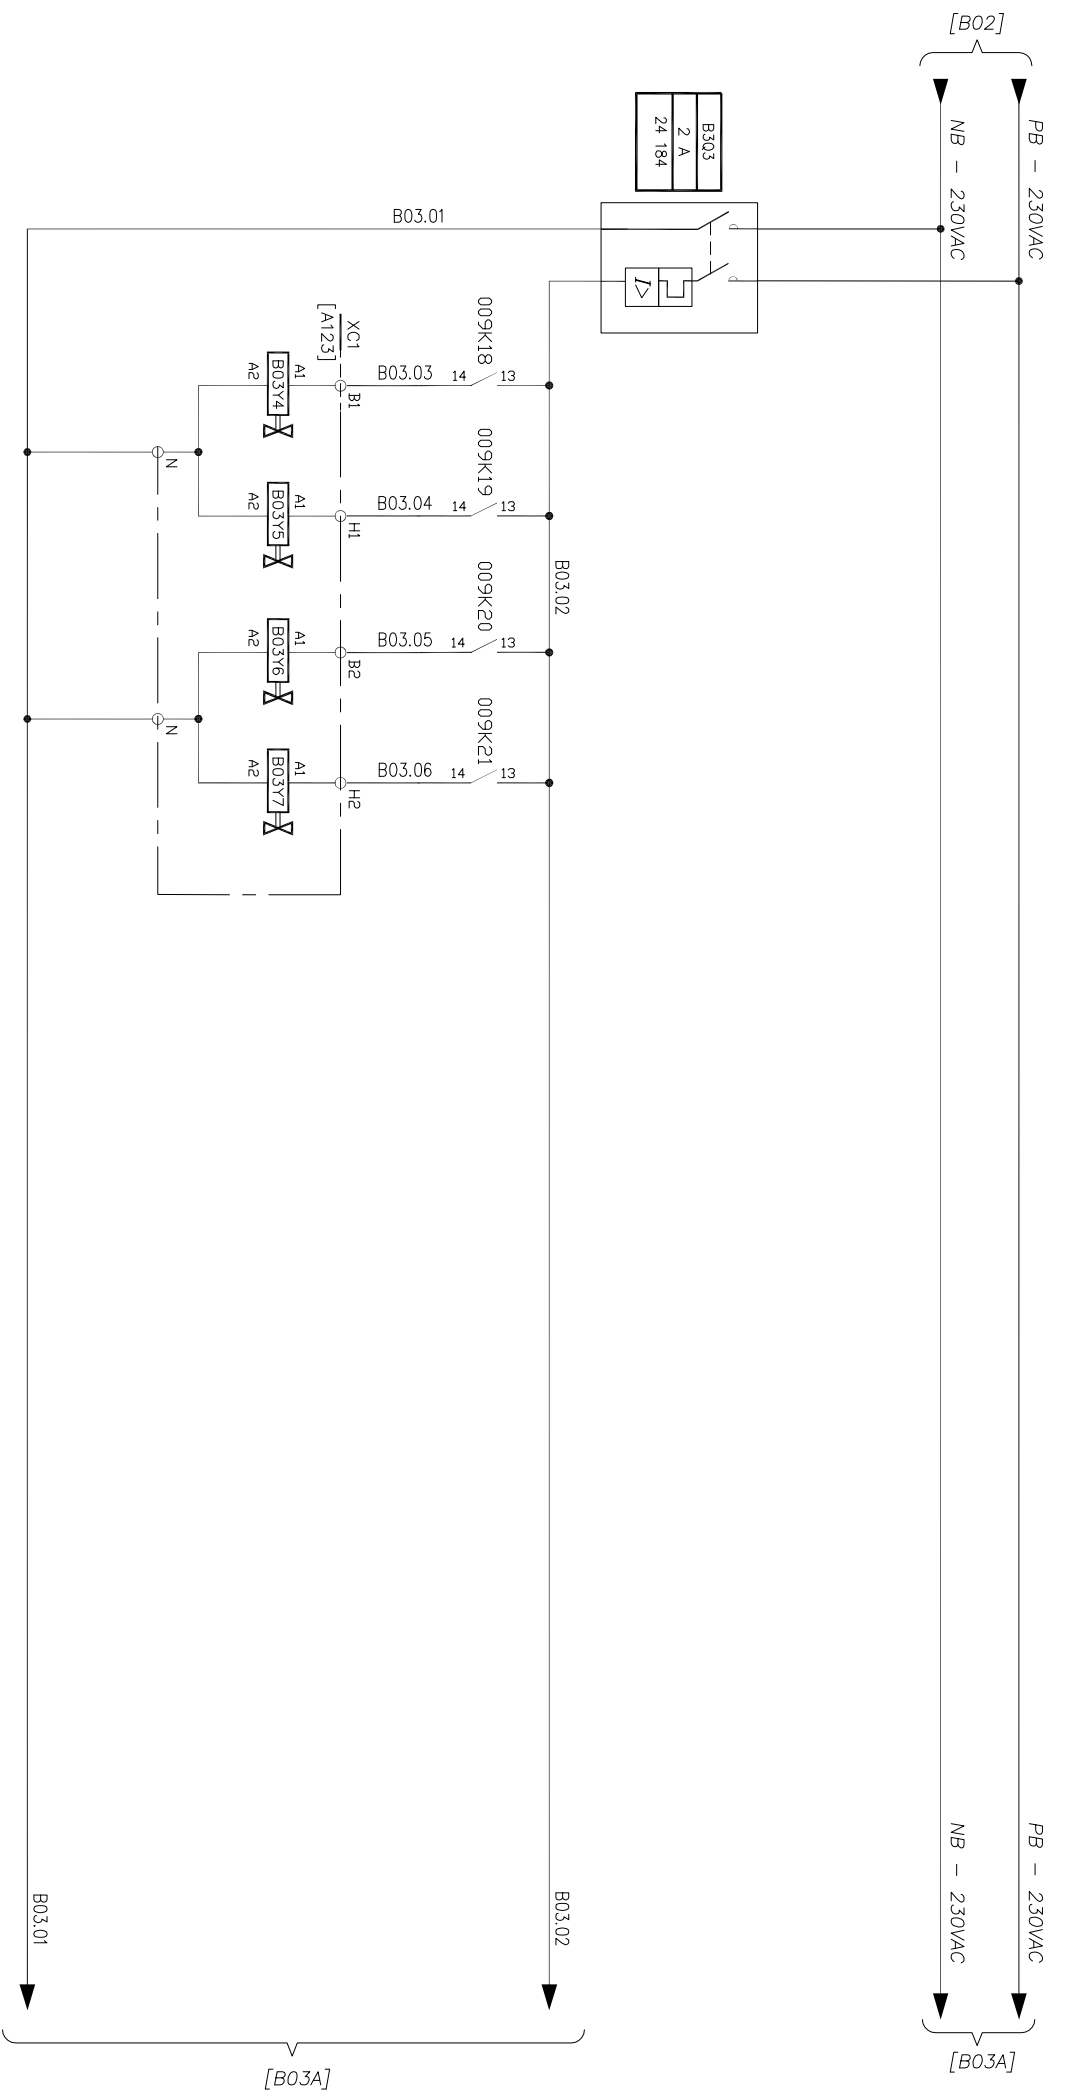 [B02]
PB - 230VAC
NB - 230VAC
B3Q3
2 A
24 184
B03.01
I>
XC1
[A123]
009K18
13
14
B03.03
B1
A1
B03Y4
A2
N
009K19
13
14
B03.04
H1
A1
B03Y5
A2
B03.02
009K20
13
14
B03.05
B2
A1
B03Y6
A2
N
009K21
13
14
B03.06
H2
A1
B03Y7
A2
PB - 230VAC
NB - 230VAC
B03.02
B03.01
[B03A]
[B03A]